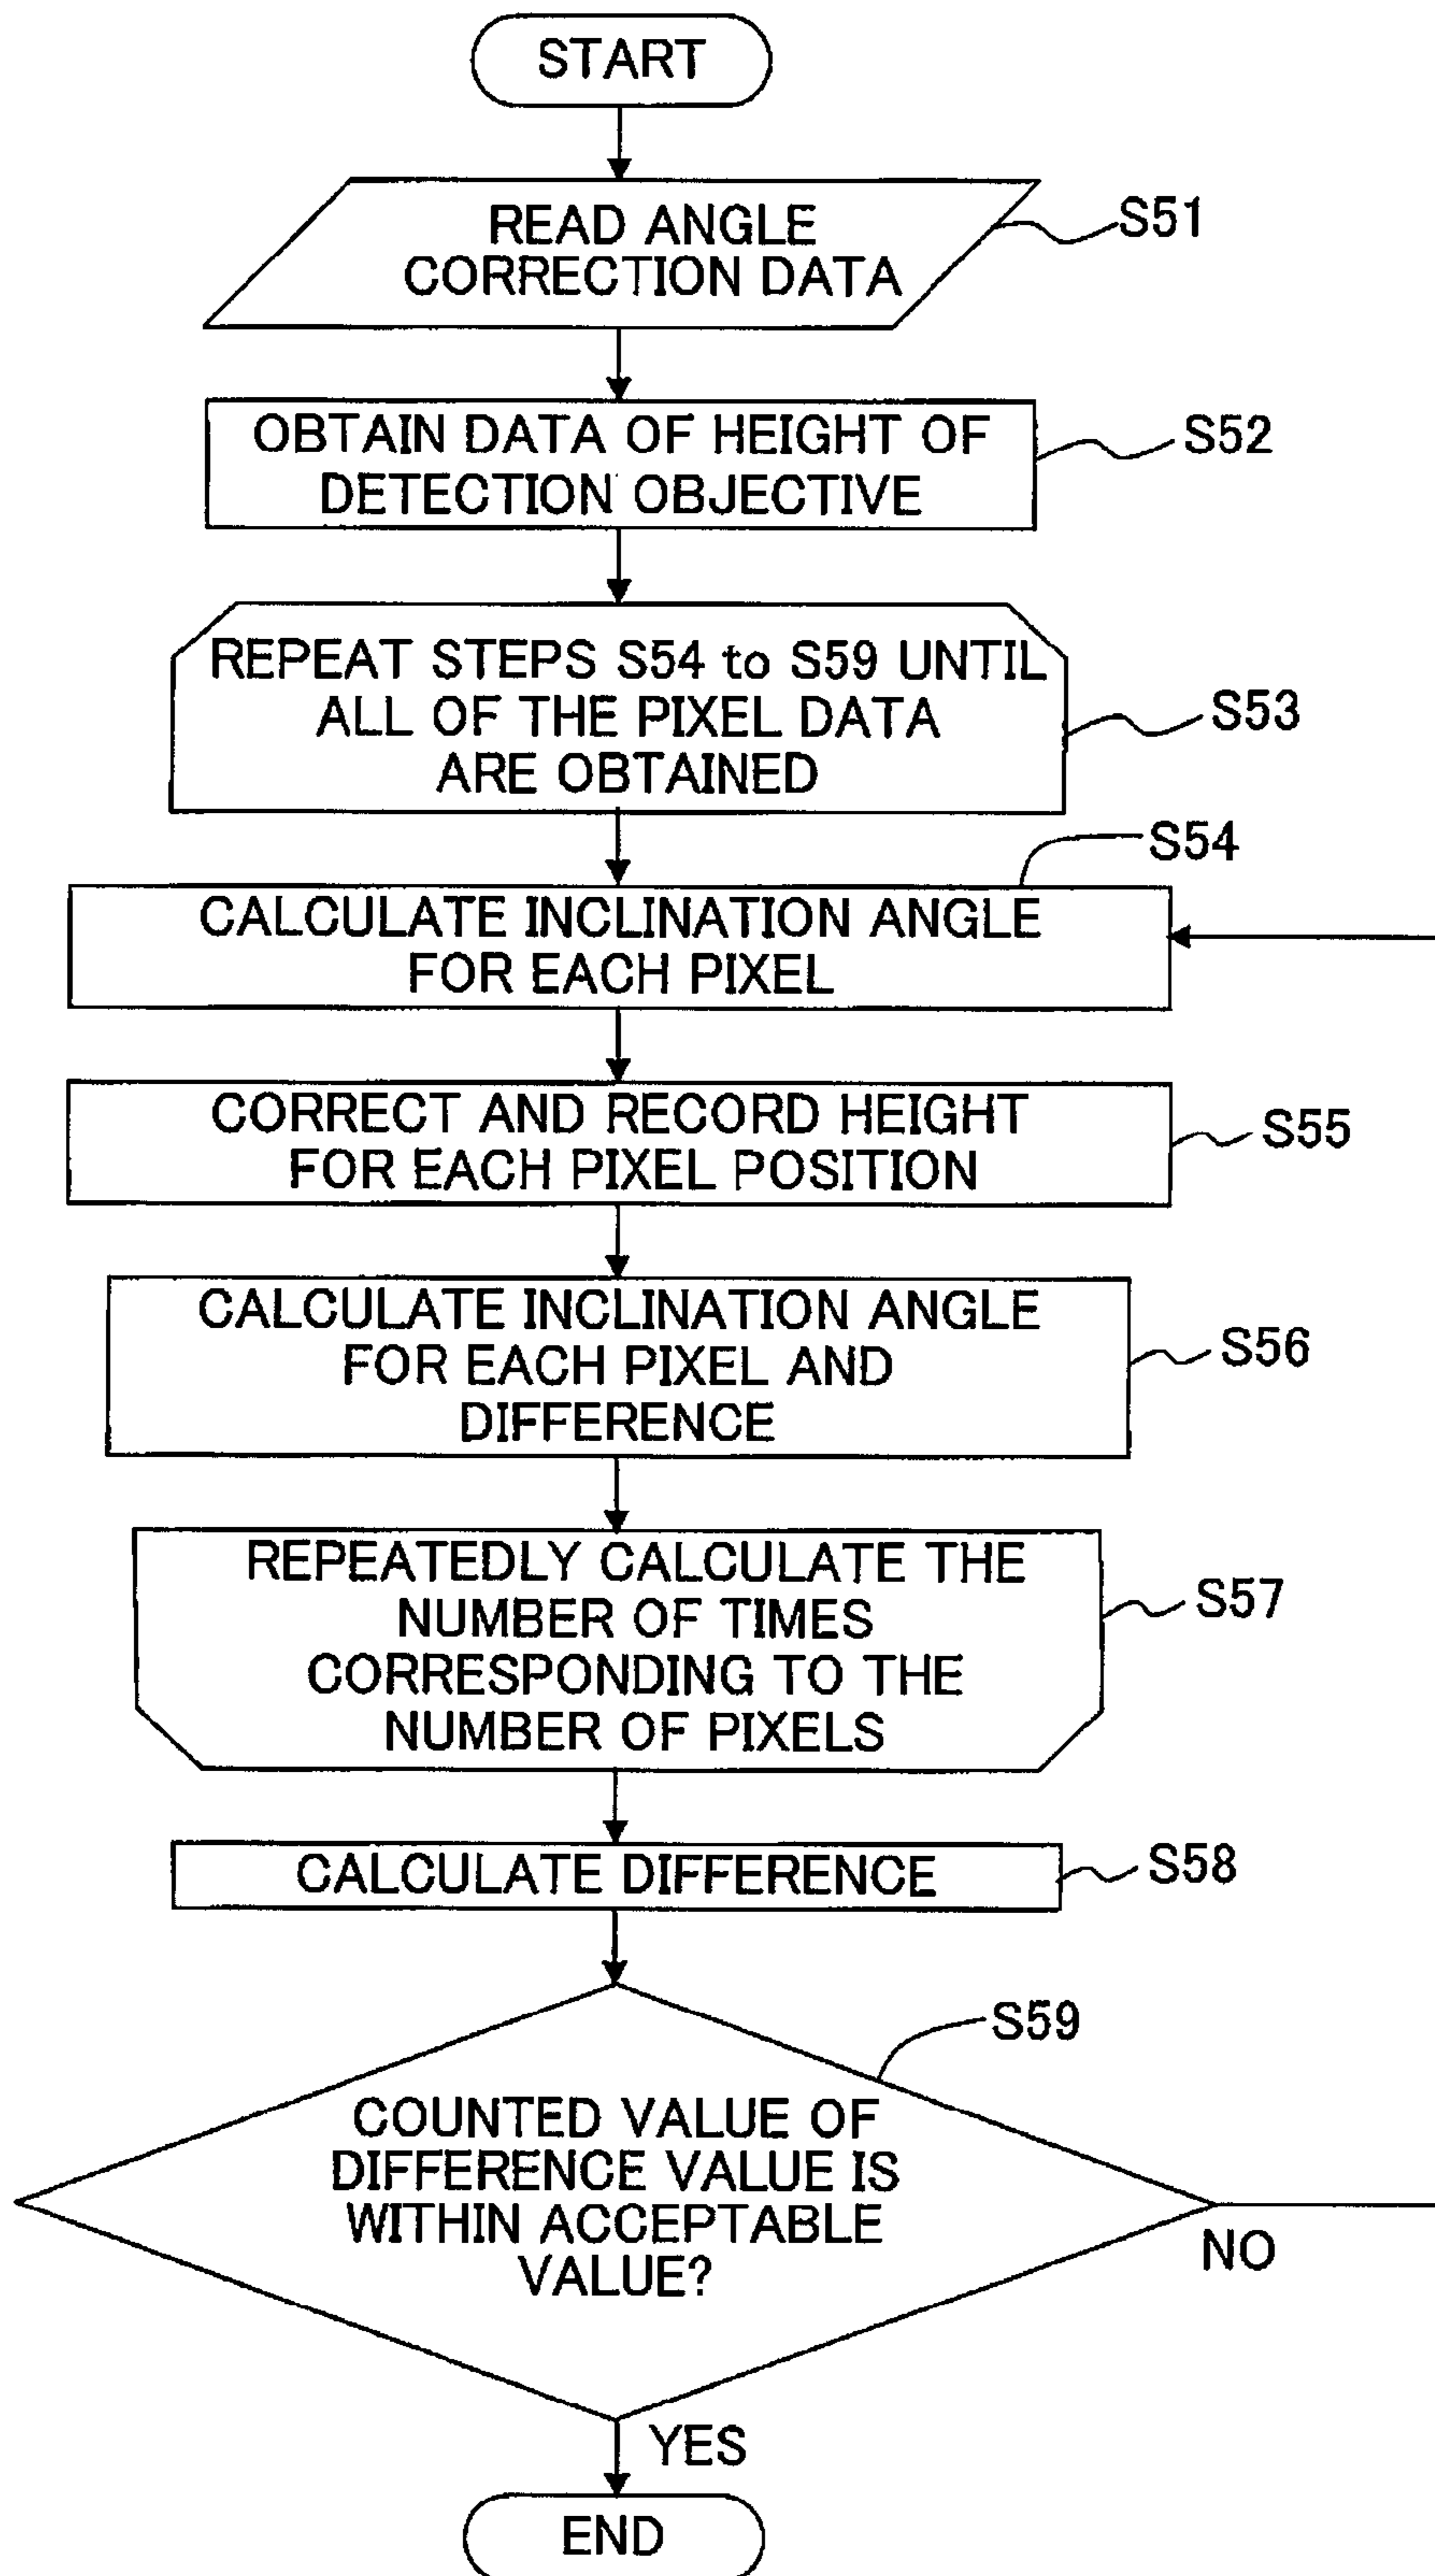 START
READ ANGLE
CORRECTION DATA
S51
OBTAIN DATA OF HEIGHT OF
DETECTION OBJECTIVE
S52
REPEAT STEPS S54 to S59 UNTIL
ALL OF THE PIXEL DATA
ARE OBTAINED
S53
S54
CALCULATE INCLINATION ANGLE
FOR EACH PIXEL
CORRECT AND RECORD HEIGHT
FOR EACH PIXEL POSITION
S55
CALCULATE INCLINATION ANGLE
FOR EACH PIXEL AND
DIFFERENCE
S56
REPEATEDLY CALCULATE THE
NUMBER OF TIMES
CORRESPONDING TO THE
NUMBER OF PIXELS
S57
CALCULATE DIFFERENCE
S58
S59
COUNTED VALUE OF
DIFFERENCE VALUE IS
WITHIN ACCEPTABLE
VALUE?
NO
YES
END